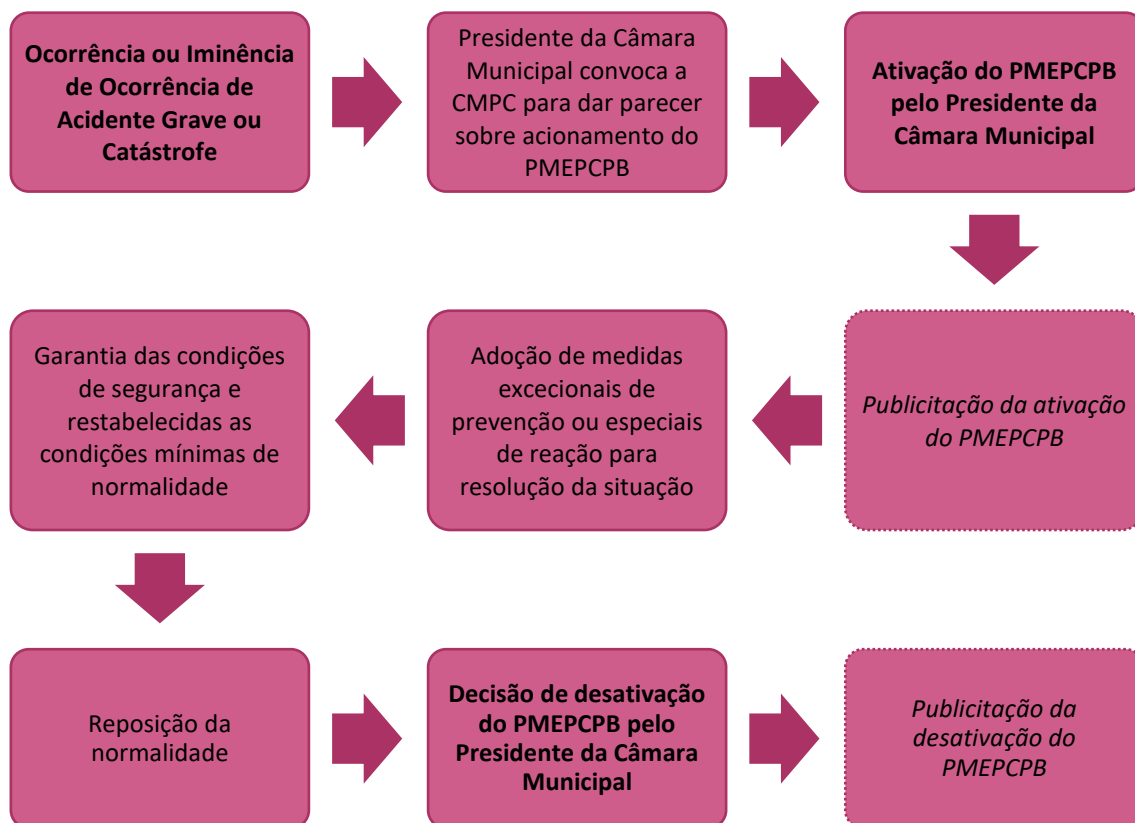 Ocorrência ou Iminência
de Ocorrência de
Acidente Grave ou
Catástrofe
Presidente da Câmara
Municipal convoca a
CMPC para dar parecer
sobre acionamento do
PMEPCPB
Ativação do PMEPCPB
pelo Presidente da
Câmara Municipal
Publicitação da ativação
do PMEPCPB
Adoção de medidas
excecionais de
prevenção ou especiais
de reação para
resolução da situação
Garantia das condições
de segurança e
restabelecidas as
condições mínimas de
normalidade
Reposição da
normalidade
Decisão de desativação
do PMEPCPB pelo
Presidente da Câmara
Municipal
Publicitação da
desativação do
PMEPCPB